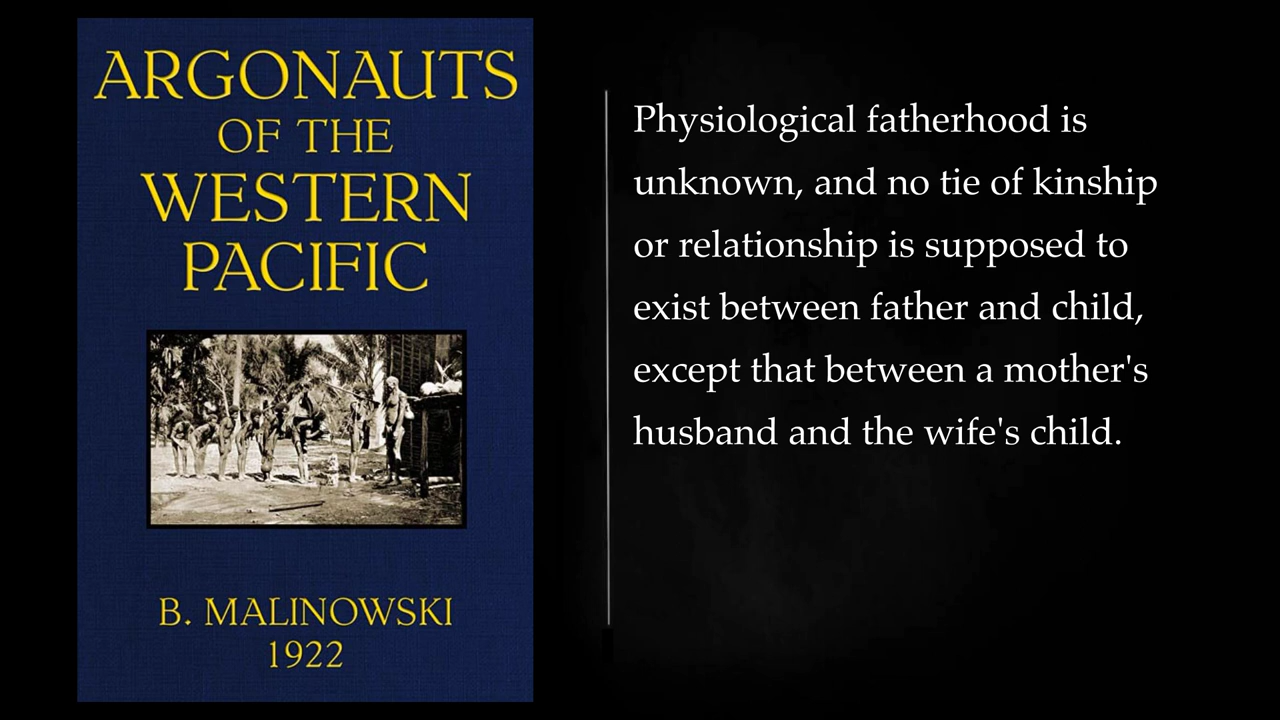 ARGONAUTS
OF THE
WESTERN
PACIFIC
B. MALINOWSKI
1922
Physiological fatherhood is
unknown, and no tie of kinship
or relationship is supposed to
exist between father and child,
except that between a mother's
husband and the wife's child.